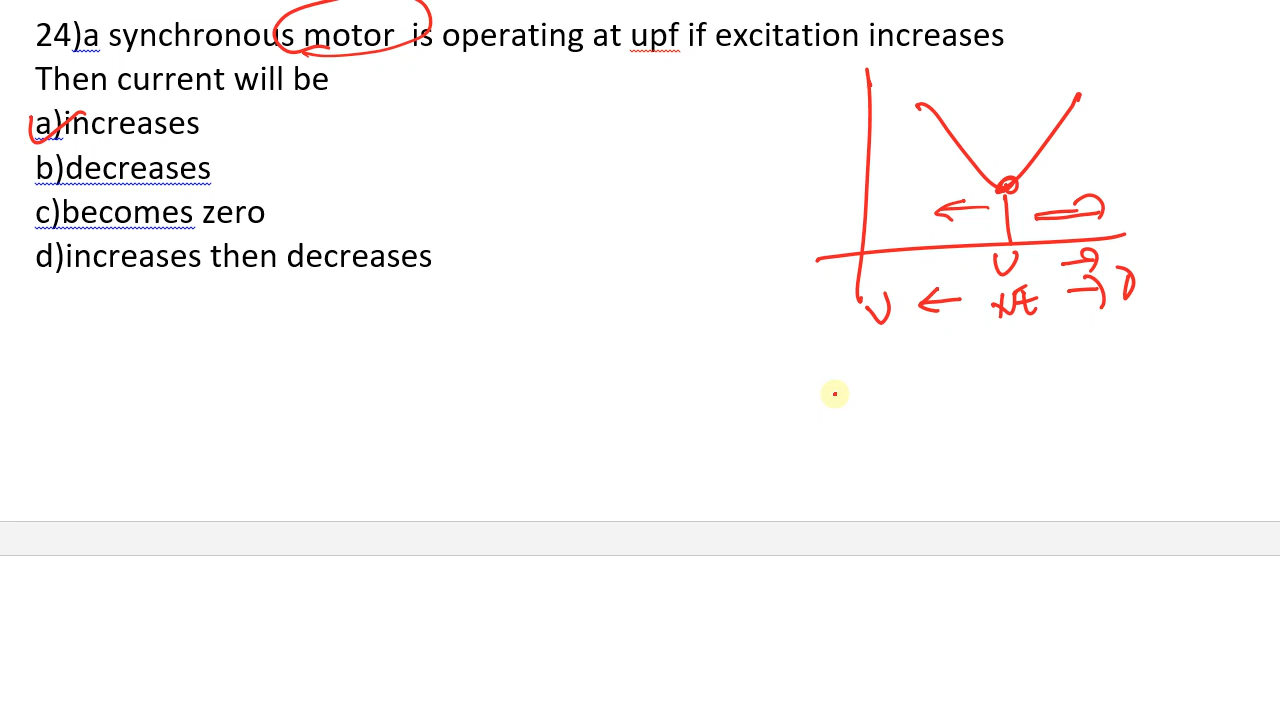 24)a synchronous motor is operating at upf if excitation increases
Then current will be
a)increases
b)decreases
c)becomes zero
d)increases then decreases
U
U